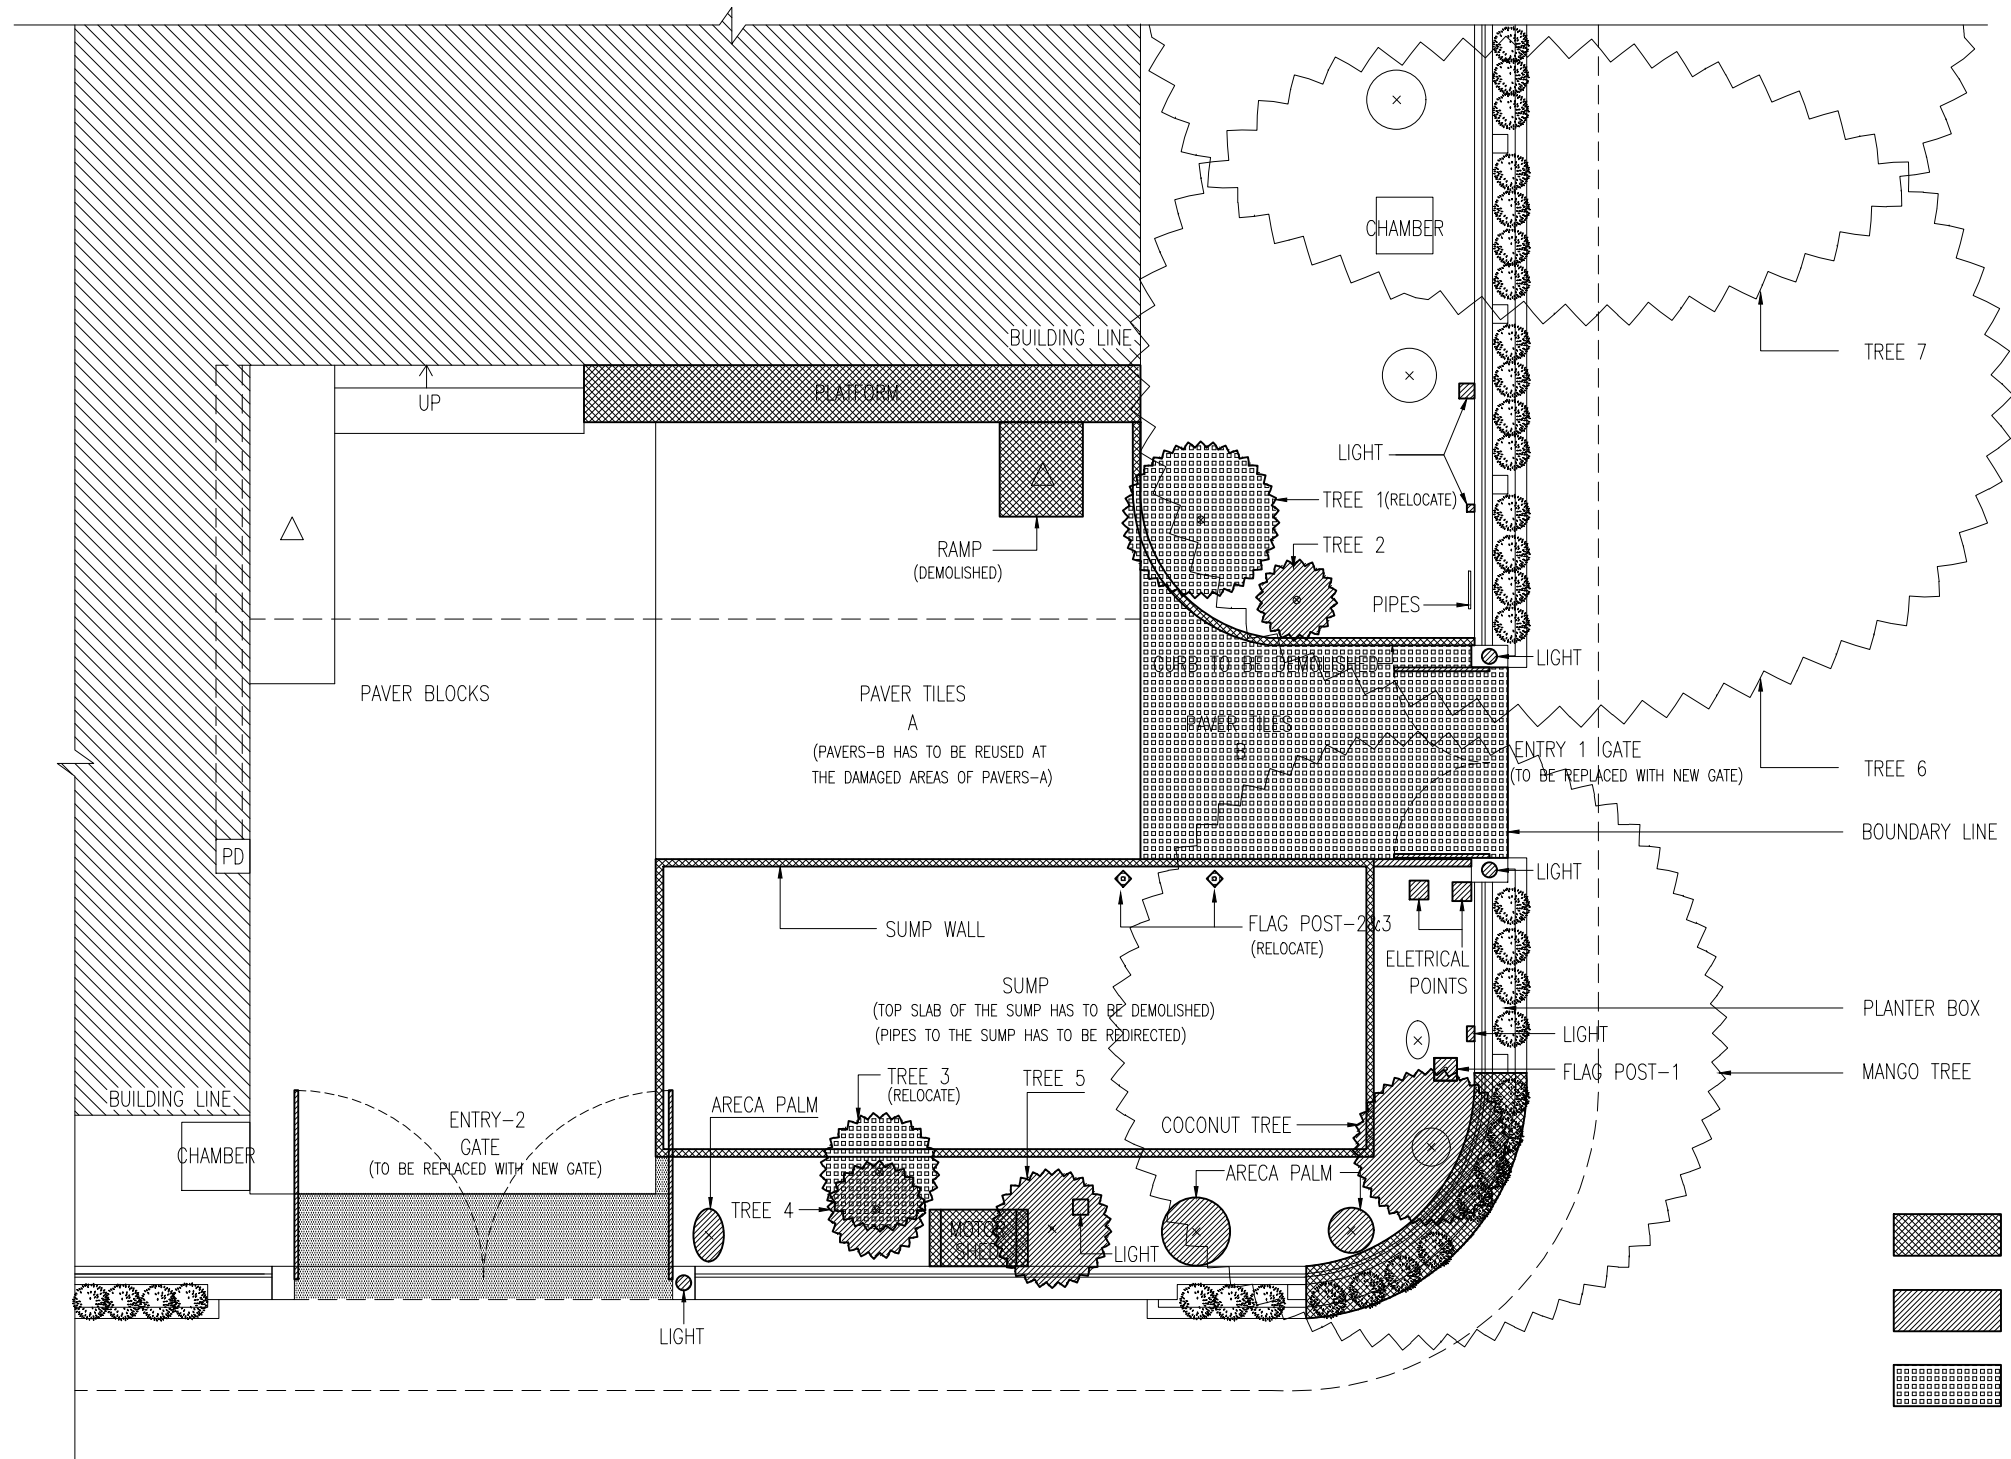 BUILDING LINE
CHAMBER
TREE 7
PLATFORM
UP
LIGHT
TREE 1(RELOCATE)
TREE 2
RAMP
(DEMOLISHED)
PIPES
CURB TO BE DEMOLISHED
LIGHT
PAVER BLOCKS
PAVER TILES
A
(PAVERS-B HAS TO BE REUSED AT
THE DAMAGED AREAS OF PAVERS-A)
PAVER TILES
B
ENTRY 1 GATE
(TO BE REPLACED WITH NEW GATE)
TREE 6
BOUNDARY LINE
PD
LIGHT
SUMP WALL
FLAG POST-2&3
(RELOCATE)
ELETRICAL
POINTS
SUMP
(TOP SLAB OF THE SUMP HAS TO BE DEMOLISHED)
(PIPES TO THE SUMP HAS TO BE REDIRECTED)
PLANTER BOX
LIGHT
FLAG POST-1
MANGO TREE
BUILDING LINE
TREE 3
(RELOCATE)
TREE 5
ARECA PALM
COCONUT TREE
ENTRY-2
GATE
(TO BE REPLACED WITH NEW GATE)
CHAMBER
ARECA PALM
TREE 4
MOTOR
SHED
LIGHT
LIGHT